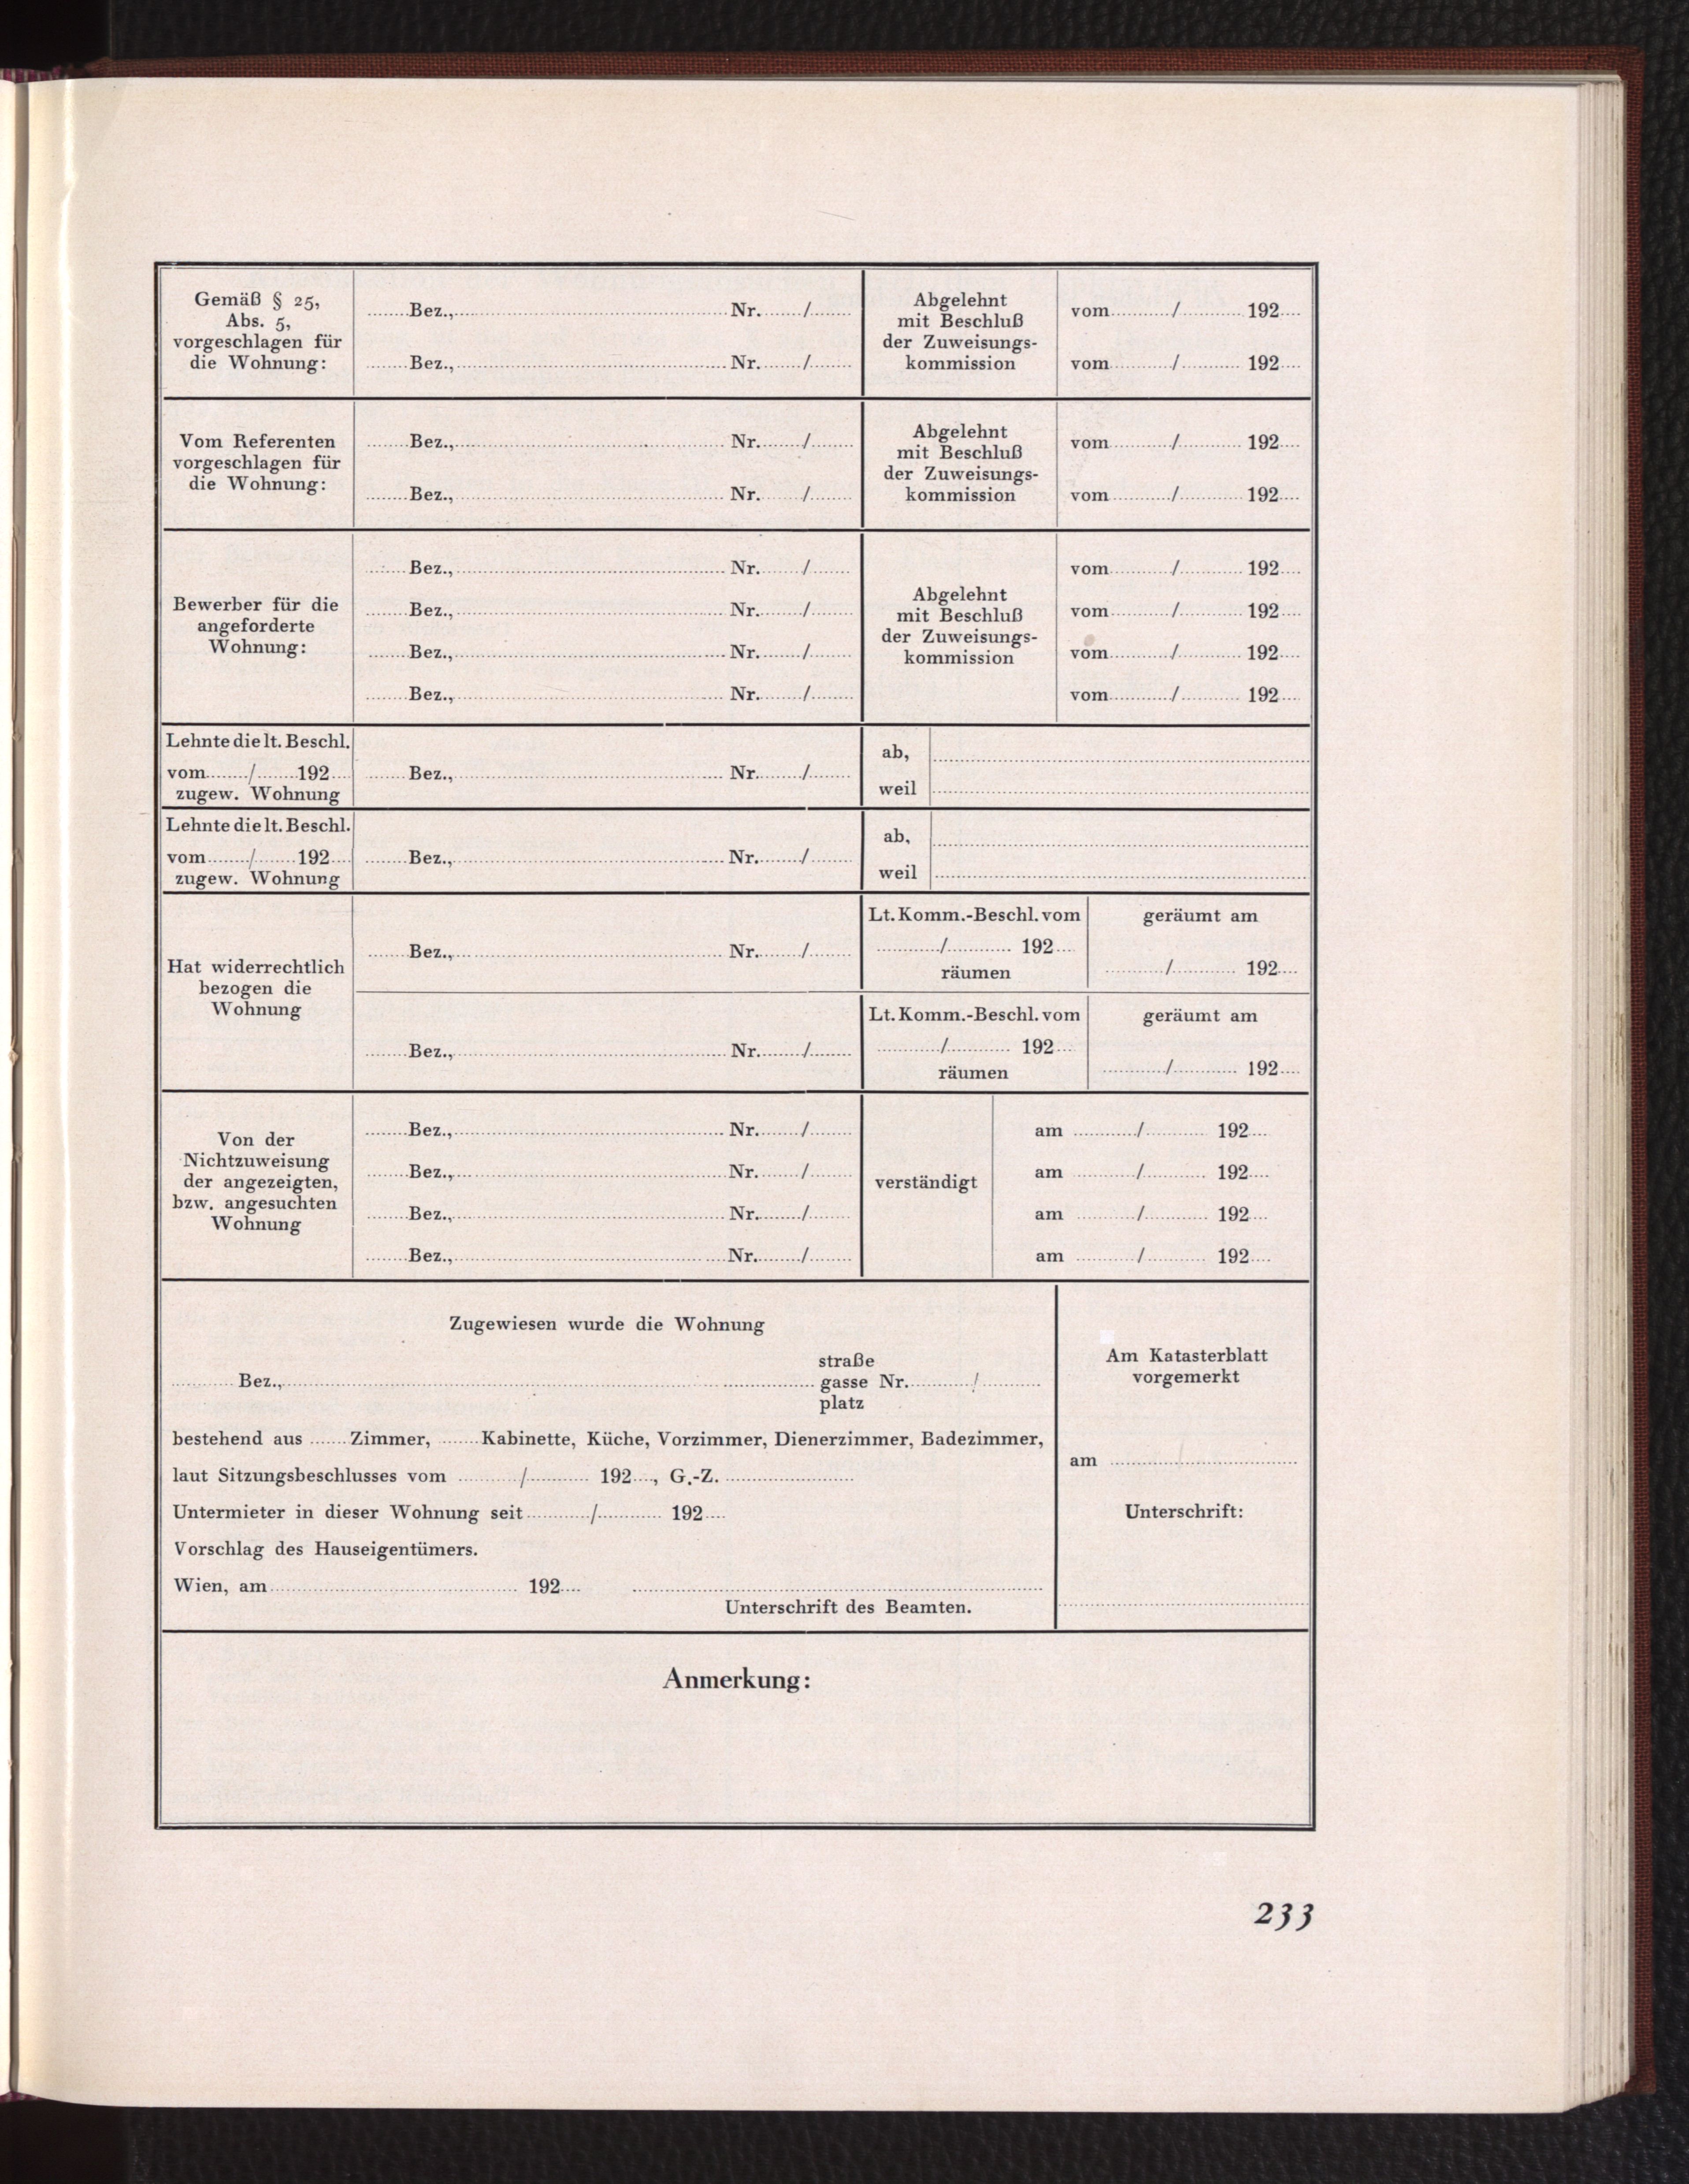 Gemäß § 25,
Abs. 5,
vorgeschlagen für
die Wohnung:
........Bez.,........................................Nr......../........
........Bez.,........................................Nr......../........
Abgelehnt
mit Beschluß
der Zuweisungs-
kommission
vom............/............192....
vom............/............192....
Vom Referenten
vorgeschlagen für
die Wohnung:
........Bez.,........................................Nr......../........
........Bez.,........................................Nr......../........
Abgelehnt
mit Beschluß
der Zuweisungs-
kommission
vom............/............192....
vom............/............192....
Bewerber für die
angeforderte
Wohnung:
........Bez.,........................................Nr......../........
........Bez.,........................................Nr......../........
........Bez.,........................................Nr......../........
........Bez.,........................................Nr......../........
Abgelehnt
mit Beschluß
der Zuweisungs-
kommission
vom............/............192....
vom............/............192....
vom............/............192....
vom............/............192....
Lehnte die lt. Beschl.
vom......../........192....
zugew. Wohnung
........Bez.,........................................Nr......../........
ab,
weil
Lehnte die lt. Beschl.
vom......../........192....
zugew. Wohnung
........Bez.,........................................Nr......../........
ab,
weil
Hat widerrechtlich
bezogen die
Wohnung
........Bez.,........................................Nr......../........
Lt. Komm.-Beschl. vom
............/............ 192....
räumen
geräumt am
............/............ 192....
........Bez.,........................................Nr......../........
Lt. Komm.-Beschl. vom
............/............ 192....
räumen
geräumt am
............/............ 192....
Von der
Nichtzuweisung
der angezeigten,
bzw. angesuchten
Wohnung
........Bez.,........................................Nr......../........
........Bez.,........................................Nr......../........
........Bez.,........................................Nr......../........
........Bez.,........................................Nr......../........
verständigt
am ............/............ 192....
am ............/............ 192....
am ............/............ 192....
am ............/............ 192....
Zugewiesen wurde die Wohnung
straße
............Bez.,........................................gasse Nr............./............
platz
bestehend aus .......Zimmer, ........Kabinette, Küche, Vorzimmer, Dienerzimmer, Badezimmer,
laut Sitzungsbeschlusses vom ............/............ 192...., G.-Z. ........................
Untermieter in dieser Wohnung seit............/............ 192....
Vorschlag des Hauseigentümers.
Wien, am........................................ 192....
Unterschrift des Beamten.
Am Katasterblatt
vorgemerkt
am ........................................
Unterschrift:
Anmerkung:
233